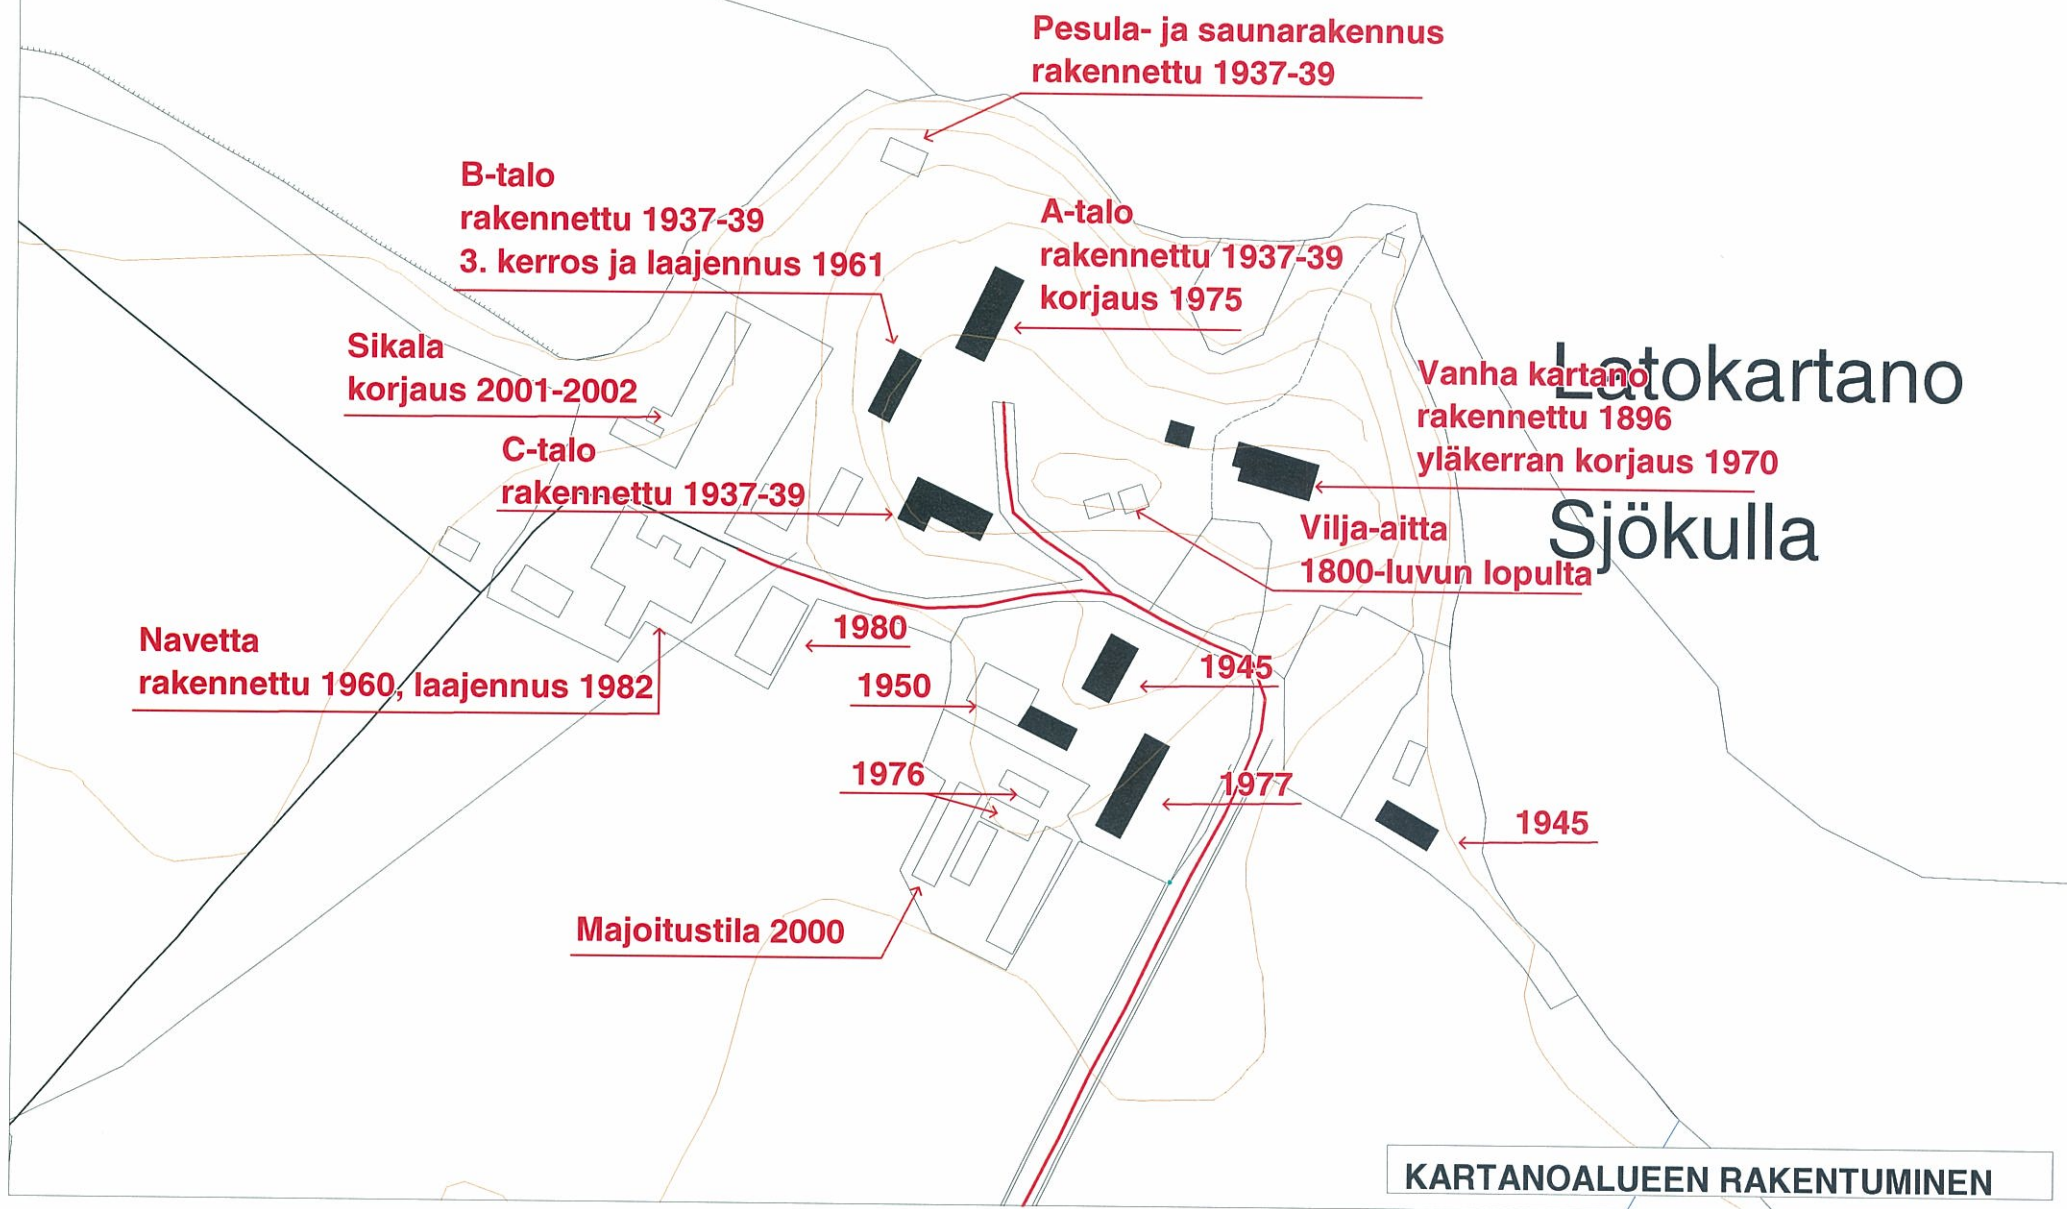 Pesula- ja saunarakennus
rakennettu 1937-39
B-talo
rakennettu 1937-39
3. kerros ja laajennus 1961
A-talo
rakennettu 1937-39
korjaus 1975
Sikala
korjaus 2001-2002
Latokartano
Vanha kartano
rakennettu 1896
yläkerran korjaus 1970
C-talo
rakennettu 1937-39
Sjökulla
Vilja-aitta
1800-luvun lopulta
Navetta
rakennettu 1960, laajennus 1982
1980
1945
1950
1976
1977
1945
Majoitustila 2000
KARTANOALUEEN RAKENTUMINEN